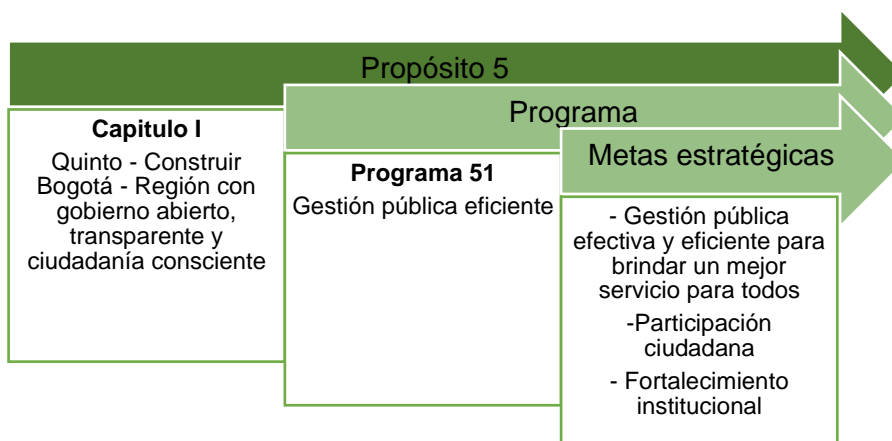 Propósito 5
Capitulo I
Quinto - Construir
Bogotá - Región con
gobierno abierto,
transparente y
ciudadanía consciente
Programa
Programa 51
Gestión pública eficiente
Metas estratégicas
- Gestión pública
efectiva y eficiente para
brindar un mejor
servicio para todos
-Participación
ciudadana
- Fortalecimiento
institucional